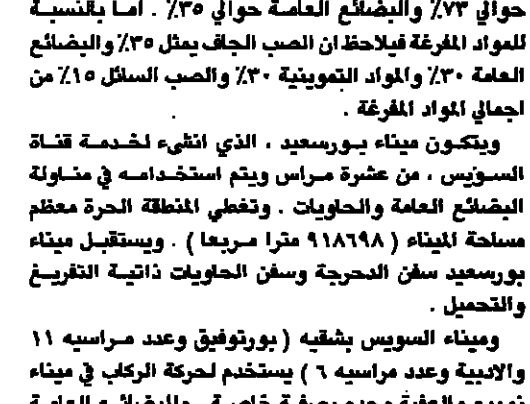 حوالي ٧٣٪ والبضائع العامة حوالي ٣٥٪ . اما بالنسبة
للمواد المفرغة فيلاحظ ان الصب الجاف يمثل ٣٥٪ والبضائع
العامة ٣٠٪ والمواد التموينية ٣٠٪ والصب السائل ١٥٪ من
اجمالي المواد المفرغة .
ويتكون ميناء بورسعيد ، الذي انشىء لخدمة قناة
السويس ، من عشرة مراس ويتم استخدامه في مناولة
البضائع العامة والحاويات . وتغطي المنطقة الحرة معظم
مساحة الميناء ( ٩١٨٦٩٨ مترا مربعا ) . ويستقبل ميناء
بورسعيد سفن الدحرجة وسفن الحاويات ذاتية التفريغ
والتحميل .
وميناء السويس بشقيه ( بورتوفيق وعدد مراسيه ١١
والادبية وعدد مراسيه ٦ ) يستخدم لحركة الركاب في ميناء
والعقبة وجدة بصفة خاصة